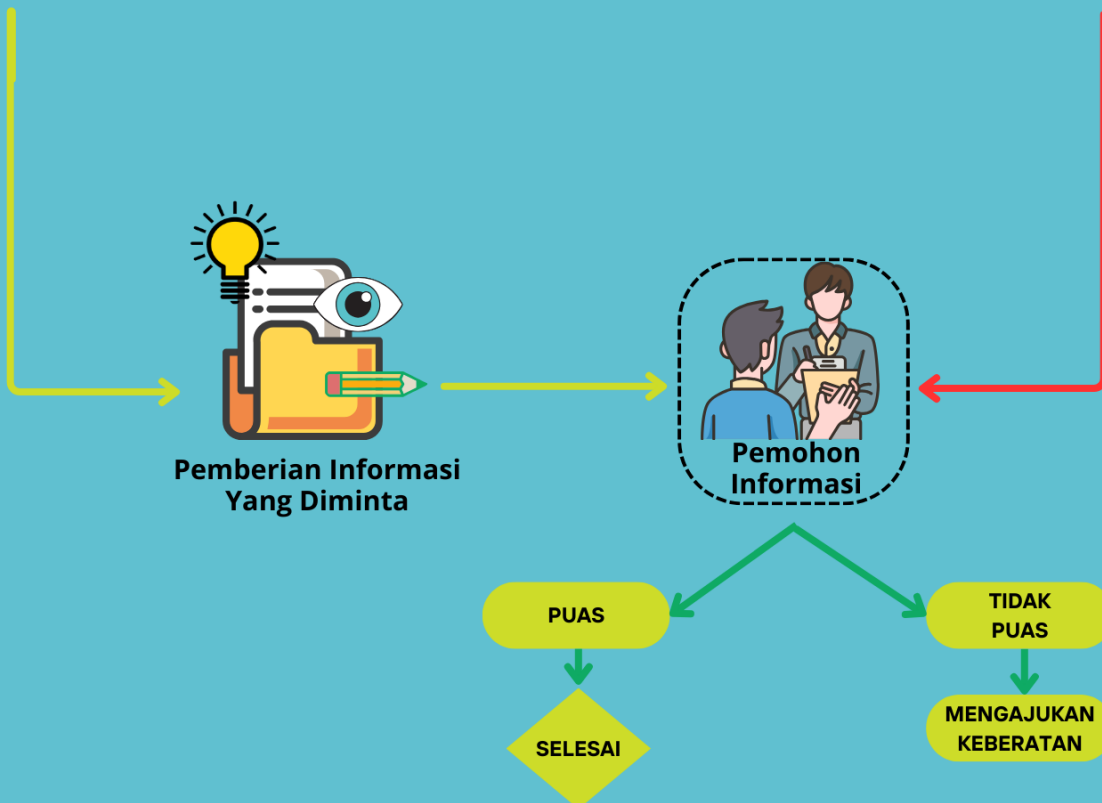 Pemberian Informasi
Yang Diminta
Pemohon
Informasi
PUAS
TIDAK
PUAS
SELESAI
MENGAJUKAN
KEBERATAN